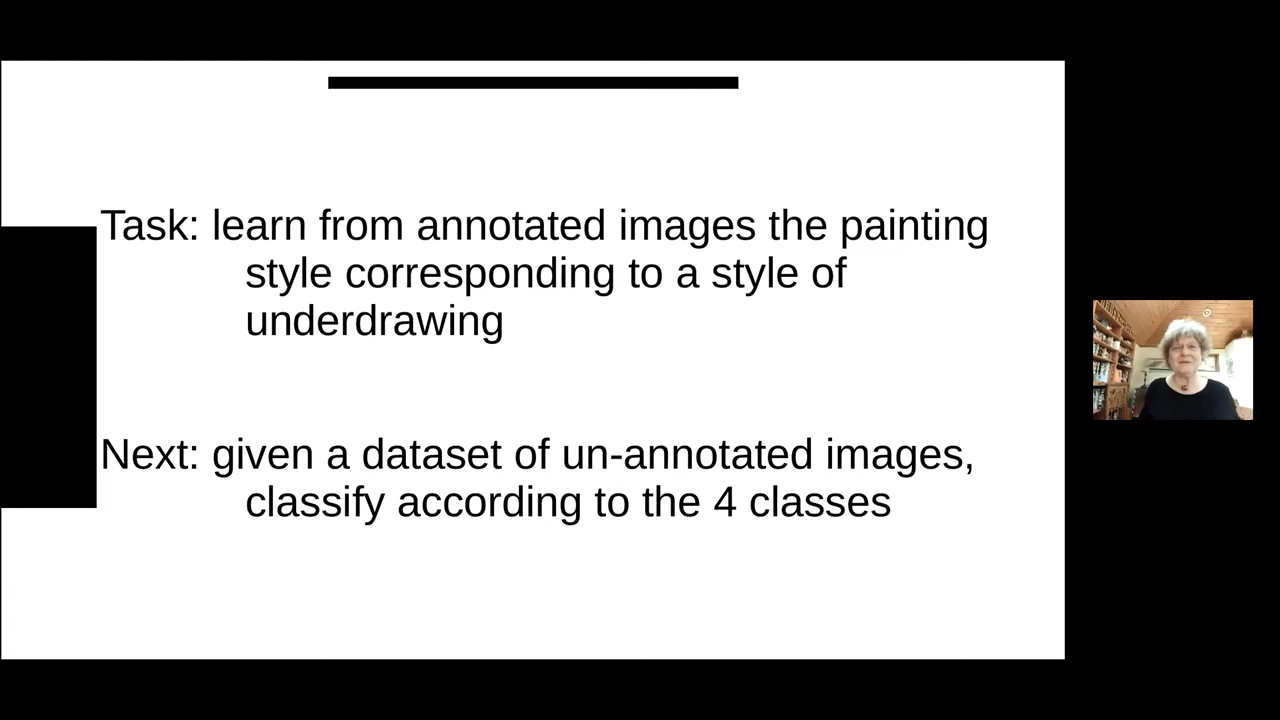 Task: learn from annotated images the painting
style corresponding to a style of
underdrawing
Next: given a dataset of un-annotated images,
classify according to the 4 classes